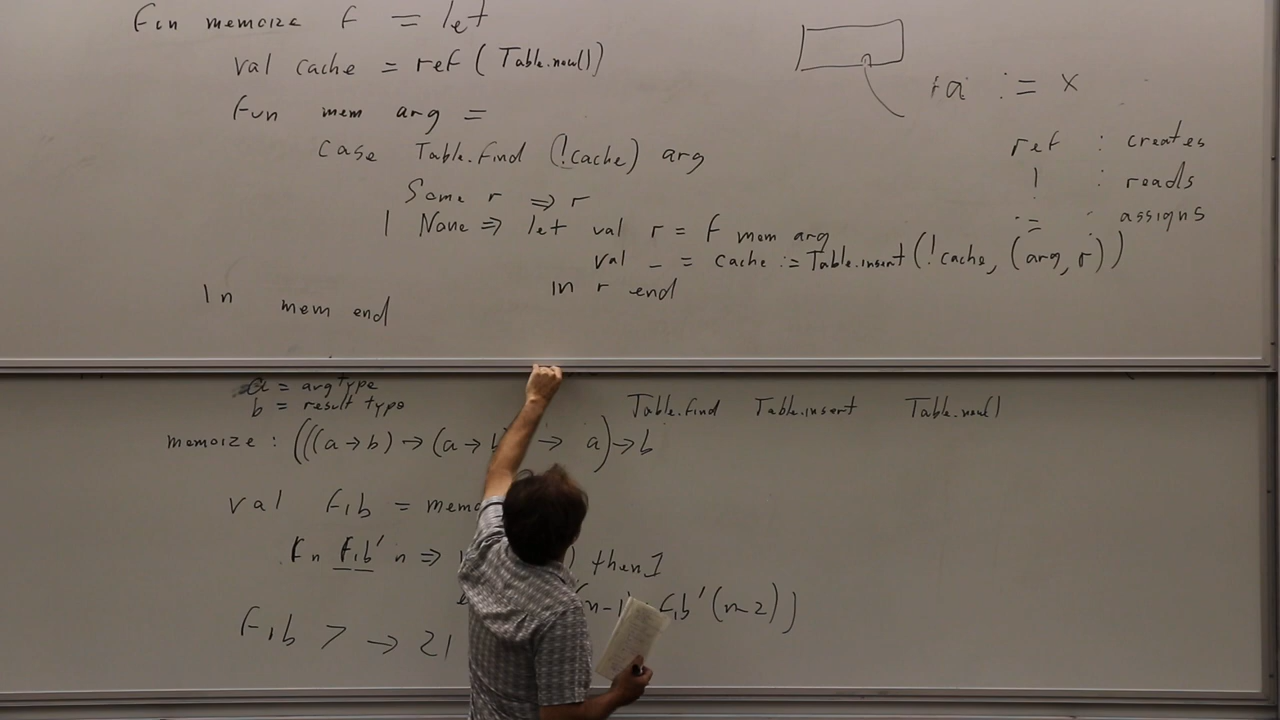 Fun memoize f = let
val cache = ref (Table.new())
fun mem arg =
case Table.find (!cache) arg
Some r ⇒ r
| None ⇒ let val r = f mem arg
val _ = cache := Table.insert (!cache, (arg, r))
in r end
In mem end
:= x
ref : creates
! : reads
:= : assigns
a = argtype
b = result type
Table.find Table.insert Table.new()
memoize : (((a → b) → (a → b → a) → b
val fib =
fn fib' n ⇒ ) then 1
(n-1) fib' (n-2))
fib 7 → 21